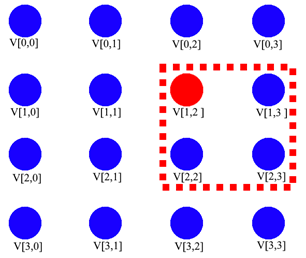 V[0,0] V[0,1] V[0,2] V[0,3]
V[1,0] V[1,1] V[1,2 ] V[1,3 ]
V[2,0] V[2,1] V[2,2] V[2,3]
V[3,0] V[3,1] V[3,2] V[3,3]